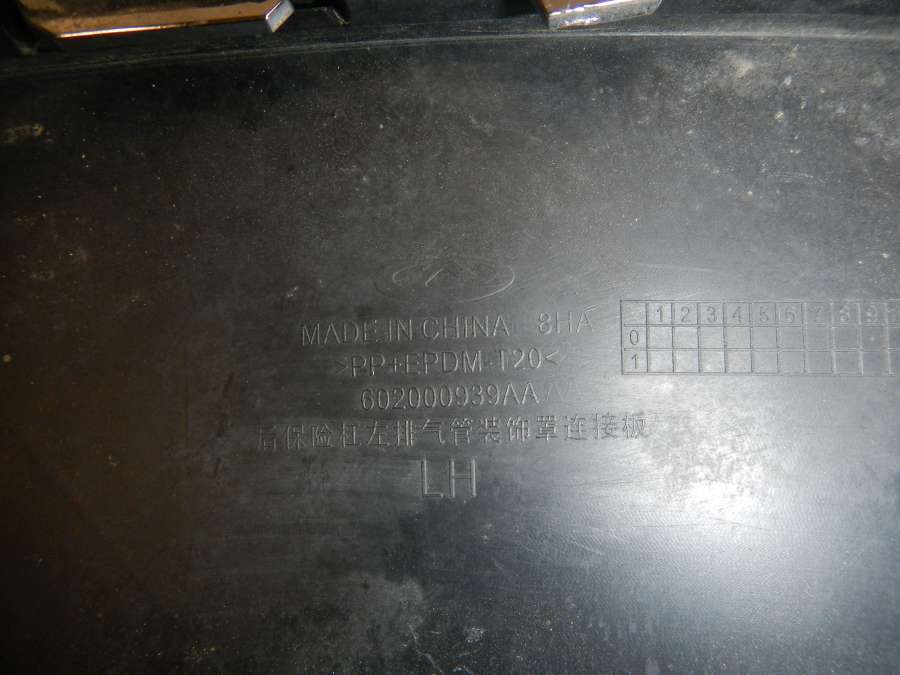 MADE IN CHINA 8HA
>PP+EPDM-T20<
602000939AA
后保险杠左排气管装饰罩连接板
LH
1 2 3 4 5 6 7 8 9
0
1